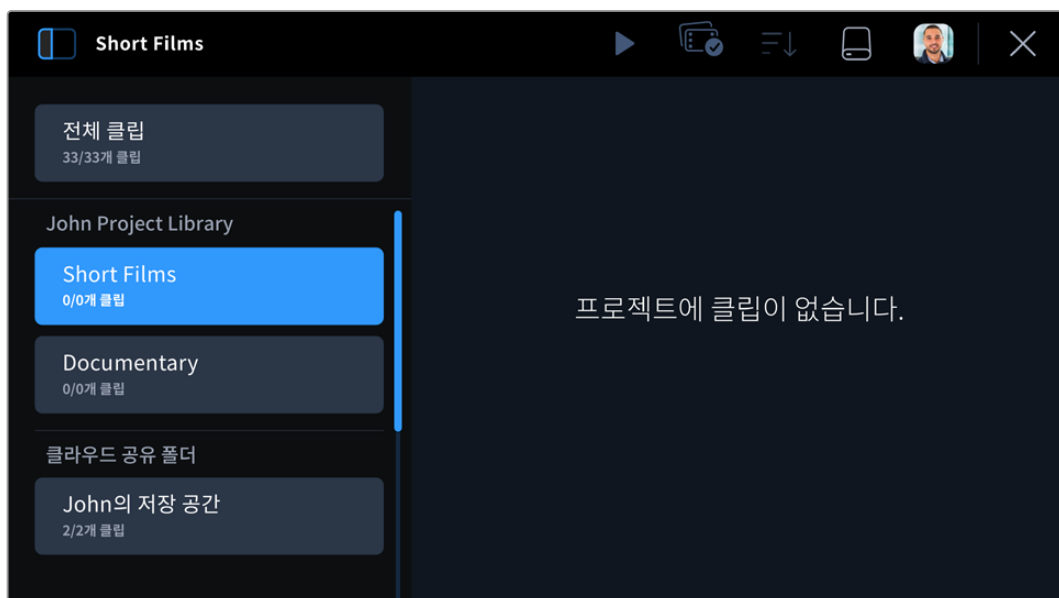 Short Films
전체 클립
33/33개 클립
John Project Library
Short Films
0/0개 클립
Documentary
0/0개 클립
클라우드 공유 폴더
John의 저장 공간
2/2개 클립
프로젝트에 클립이 없습니다.